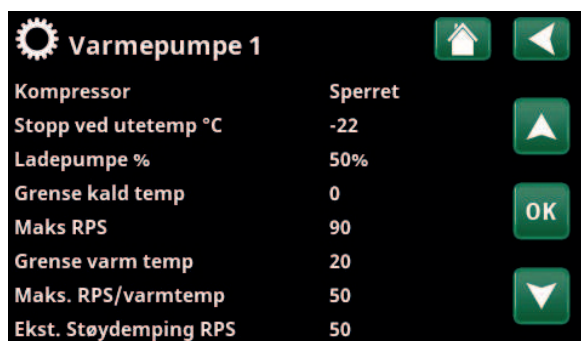 Varmepumpe 1
Kompressor Sperret
Stopp ved utetemp °C -22
Ladepumpe % 50%
Grense kald temp 0
Maks RPS 90
OK
Grense varm temp 20
Maks. RPS/varmtemp 50
Ekst. Støydemping RPS 50